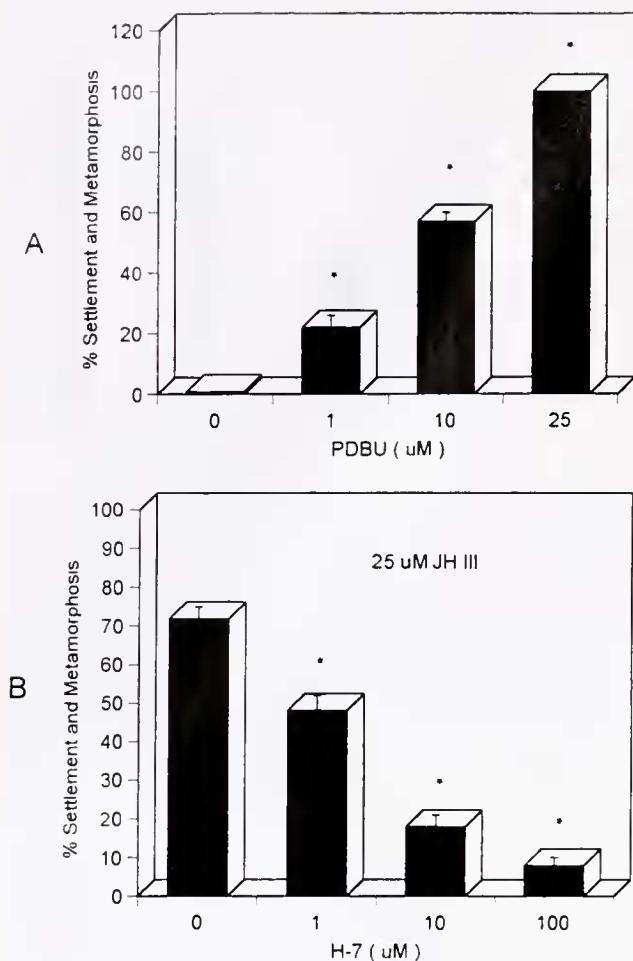 A
% Settlement and Metamorphosis
120
100
80
60
40
20
0
* * *
0 1 10 25
PDBU ( uM )
B
% Settlement and Metamorphosis
100
90
80
70
60
50
40
30
20
10
0
25 uM JH III
* * *
0 1 10 100
H-7 ( uM )